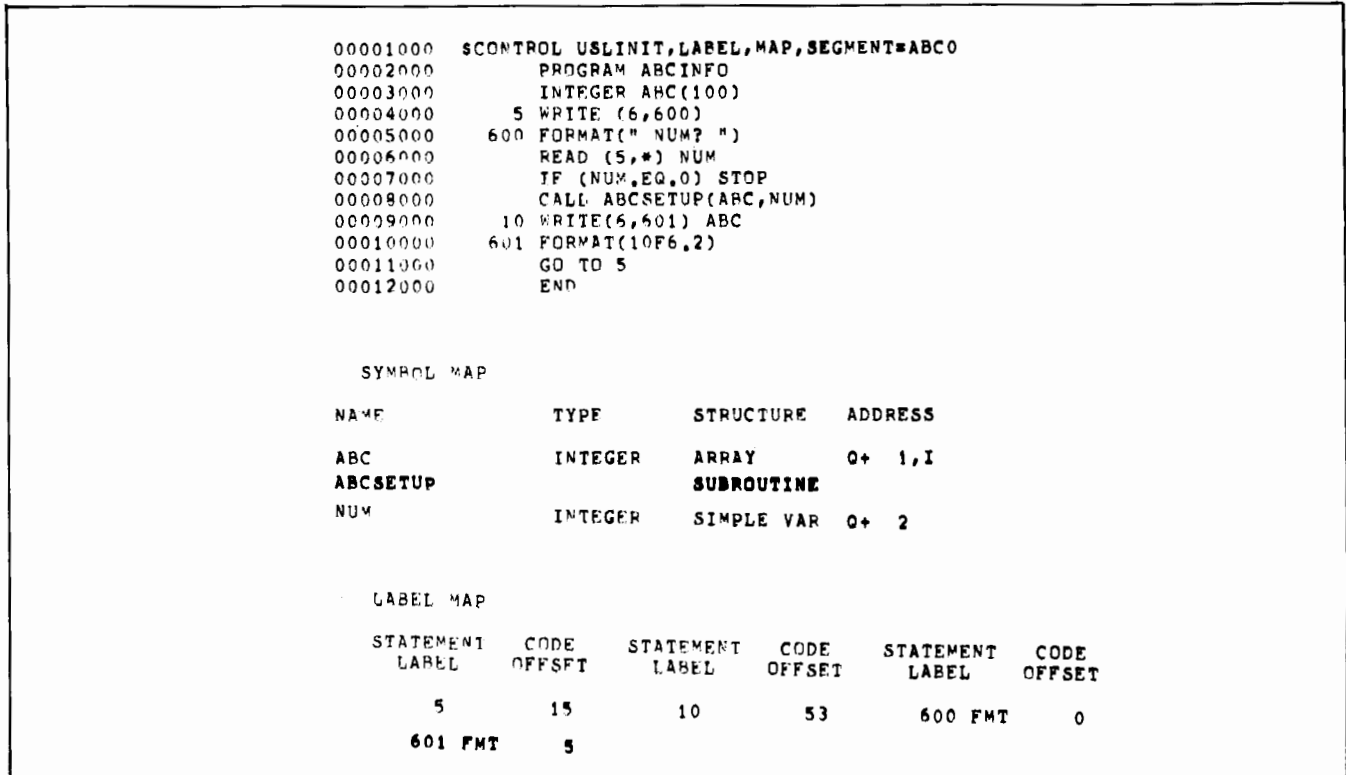 00001000 $CONTROL USLINIT,LABEL,MAP,SEGMENT=ABC0
00002000 PROGRAM ABCINFO
00003000 INTEGER ABC(100)
00004000 5 WRITE (6,600)
00005000 600 FORMAT(" NUM? ")
00006000 READ (5,*) NUM
00007000 IF (NUM.EQ.0) STOP
00008000 CALL ABCSETUP(ABC,NUM)
00009000 10 WRITE(6,601) ABC
00010000 601 FORMAT(10F6.2)
00011000 GO TO 5
00012000 END
SYMBOL MAP
NAME TYPE STRUCTURE ADDRESS
ABC INTEGER ARRAY Q+ 1,I
ABCSETUP SUBROUTINE
NUM INTEGER SIMPLE VAR Q+ 2
LABEL MAP
STATEMENT CODE STATEMENT CODE STATEMENT CODE
LABEL OFFSET LABEL OFFSET LABEL OFFSET
5 15 10 53 600 FMT 0
601 FMT 5